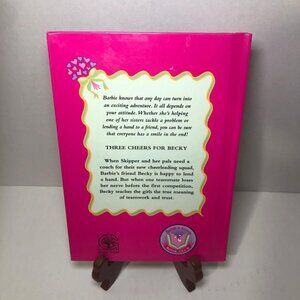 Barbie knows that any day can turn into
an exciting adventure. It all depends on
your attitude. Whether she's helping
one of her sisters tackle a problem or
lending a hand to a friend, you can be sure
that everyone has a smile in the end!
THREE CHEERS FOR BECKY
When Skipper and her pals need a
coach for their new cheerleading squad,
Barbie's friend Becky is happy to lend
a hand. But when one teammate loses
her nerve before the first competition,
Becky teaches the girls the true meaning
of teamwork and trust.